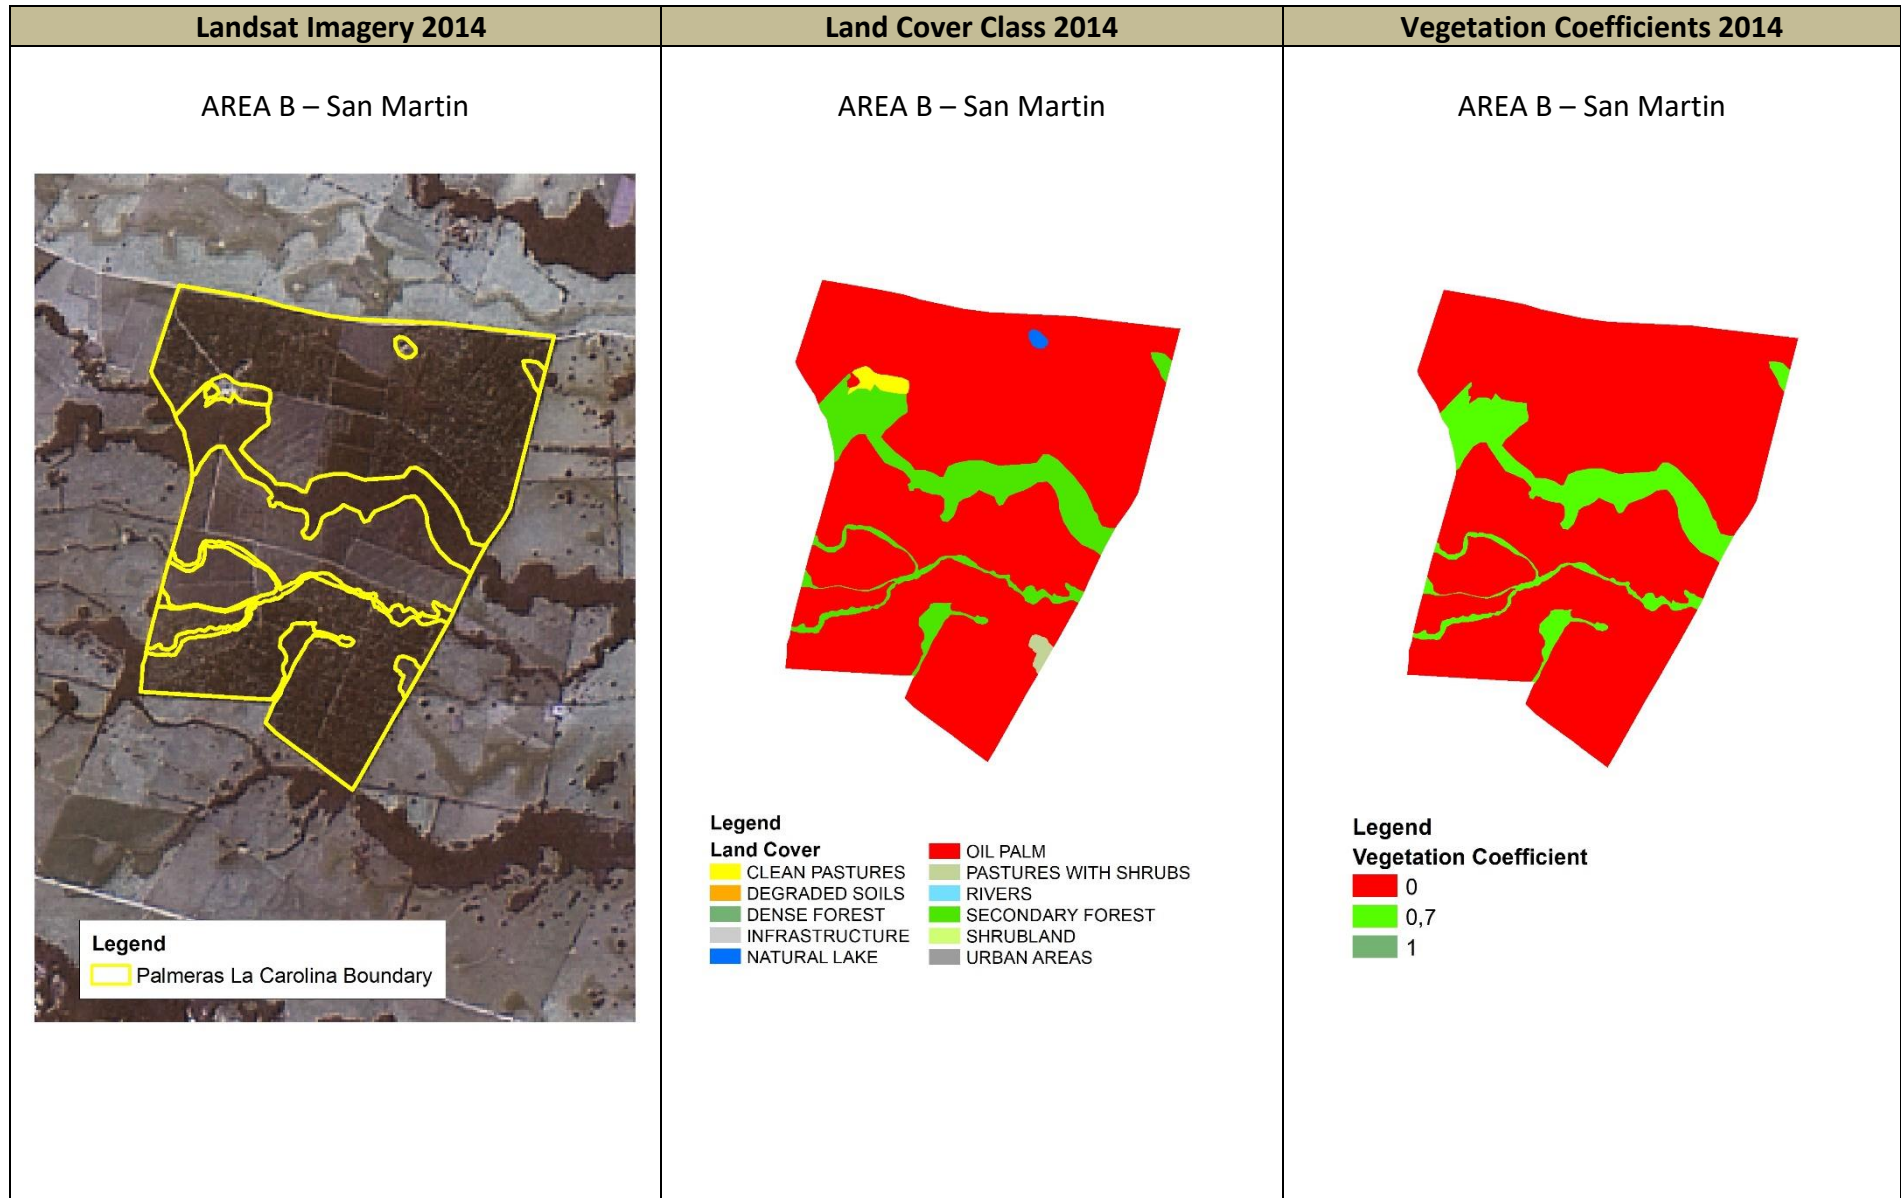 Landsat Imagery 2014
Land Cover Class 2014
Vegetation Coefficients 2014
AREA B – San Martin
AREA B – San Martin
AREA B – San Martin
Legend
Palmeras La Carolina Boundary
Legend
Land Cover
CLEAN PASTURES
DEGRADED SOILS
DENSE FOREST
INFRASTRUCTURE
NATURAL LAKE
OIL PALM
PASTURES WITH SHRUBS
RIVERS
SECONDARY FOREST
SHRUBLAND
URBAN AREAS
Legend
Vegetation Coefficient
0
0,7
1